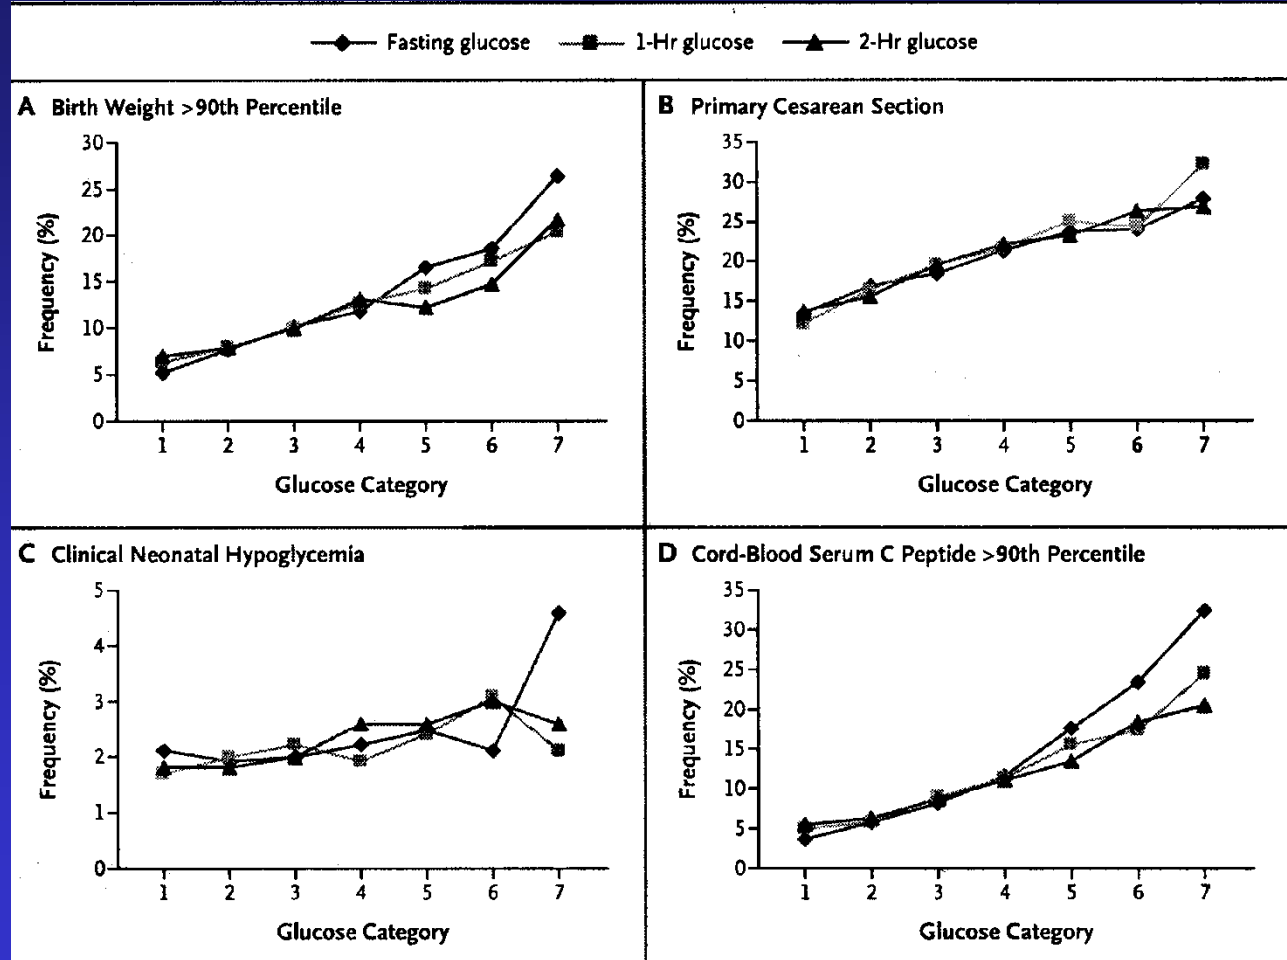 Fasting glucose 1-Hr glucose 2-Hr glucose
A Birth Weight >90th Percentile
30
25
20
15
10
5
0
Frequency (%)
1 2 3 4 5 6 7
Glucose Category
B Primary Cesarean Section
35
30
25
20
15
10
5
0
Frequency (%)
1 2 3 4 5 6 7
Glucose Category
C Clinical Neonatal Hypoglycemia
5
4
3
2
1
0
Frequency (%)
1 2 3 4 5 6 7
Glucose Category
D Cord-Blood Serum C Peptide >90th Percentile
35
30
25
20
15
10
5
0
Frequency (%)
1 2 3 4 5 6 7
Glucose Category